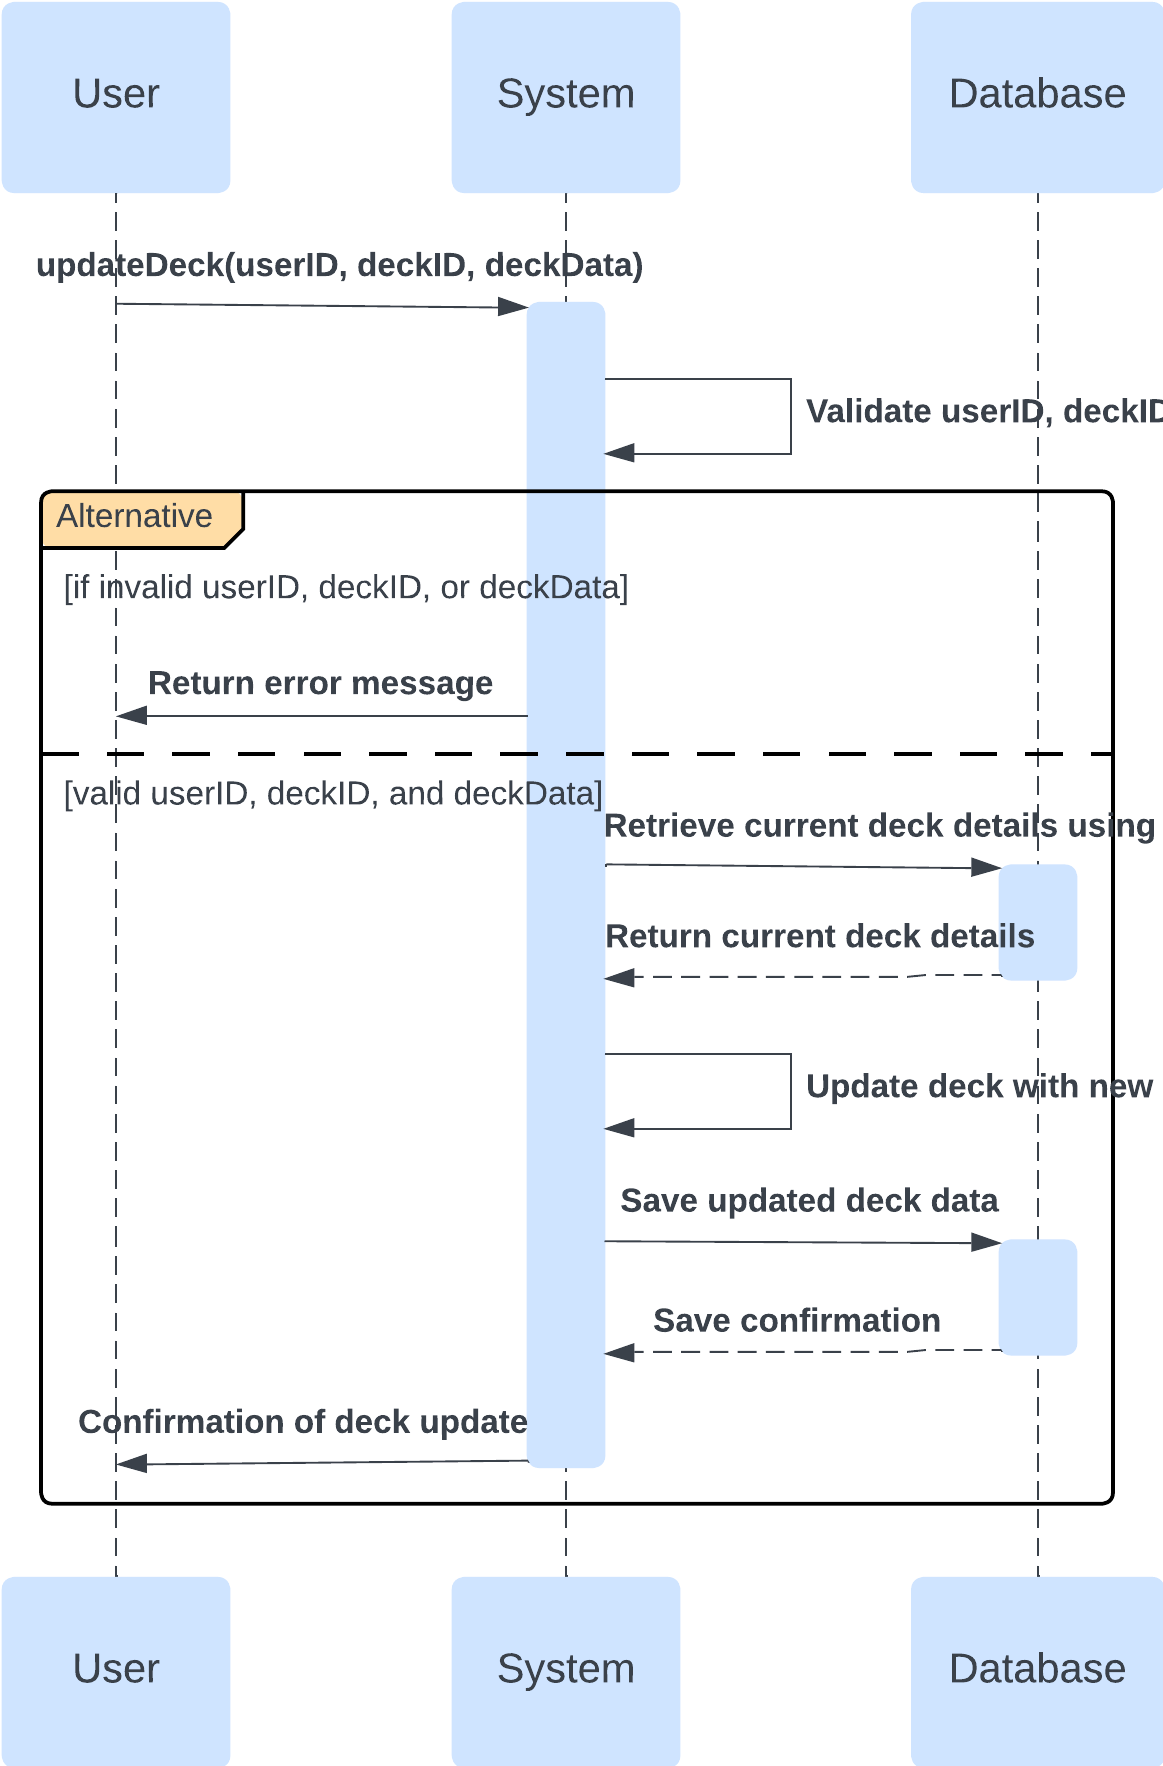 User
System
Database
updateDeck(userID, deckID, deckData)
Validate userID, deckID
Alternative
[if invalid userID, deckID, or deckData]
Return error message
[valid userID, deckID, and deckData]
Retrieve current deck details using
Return current deck details
Update deck with new
Save updated deck data
Save confirmation
Confirmation of deck update
User
System
Database